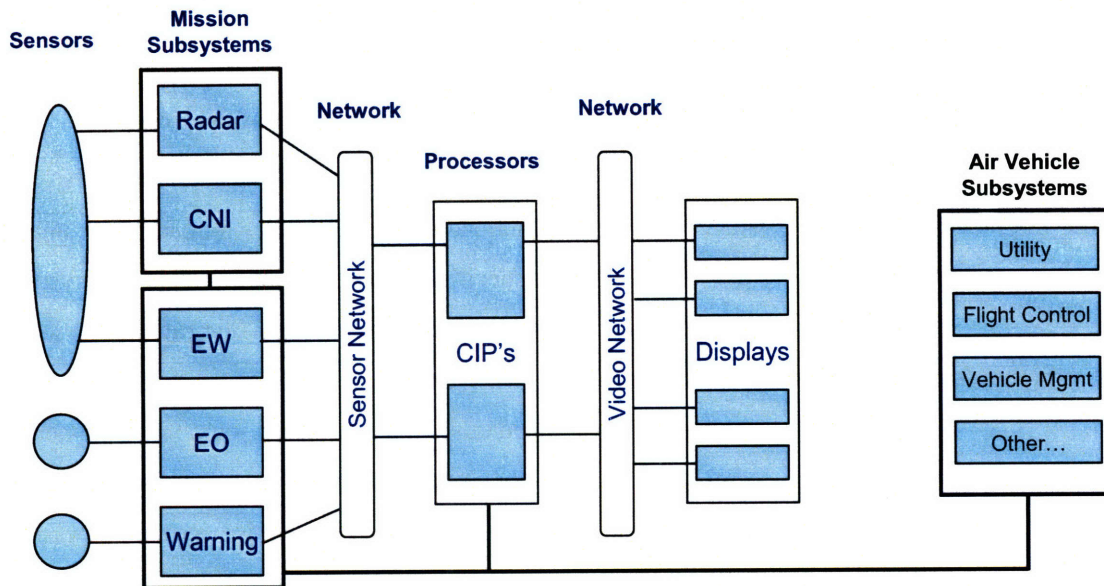 Sensors
Mission
Subsystems
Radar
CNI
EW
EO
Warning
Network
Sensor Network
Processors
CIP's
Network
Video Network
Displays
Air Vehicle
Subsystems
Utility
Flight Control
Vehicle Mgmt
Other...